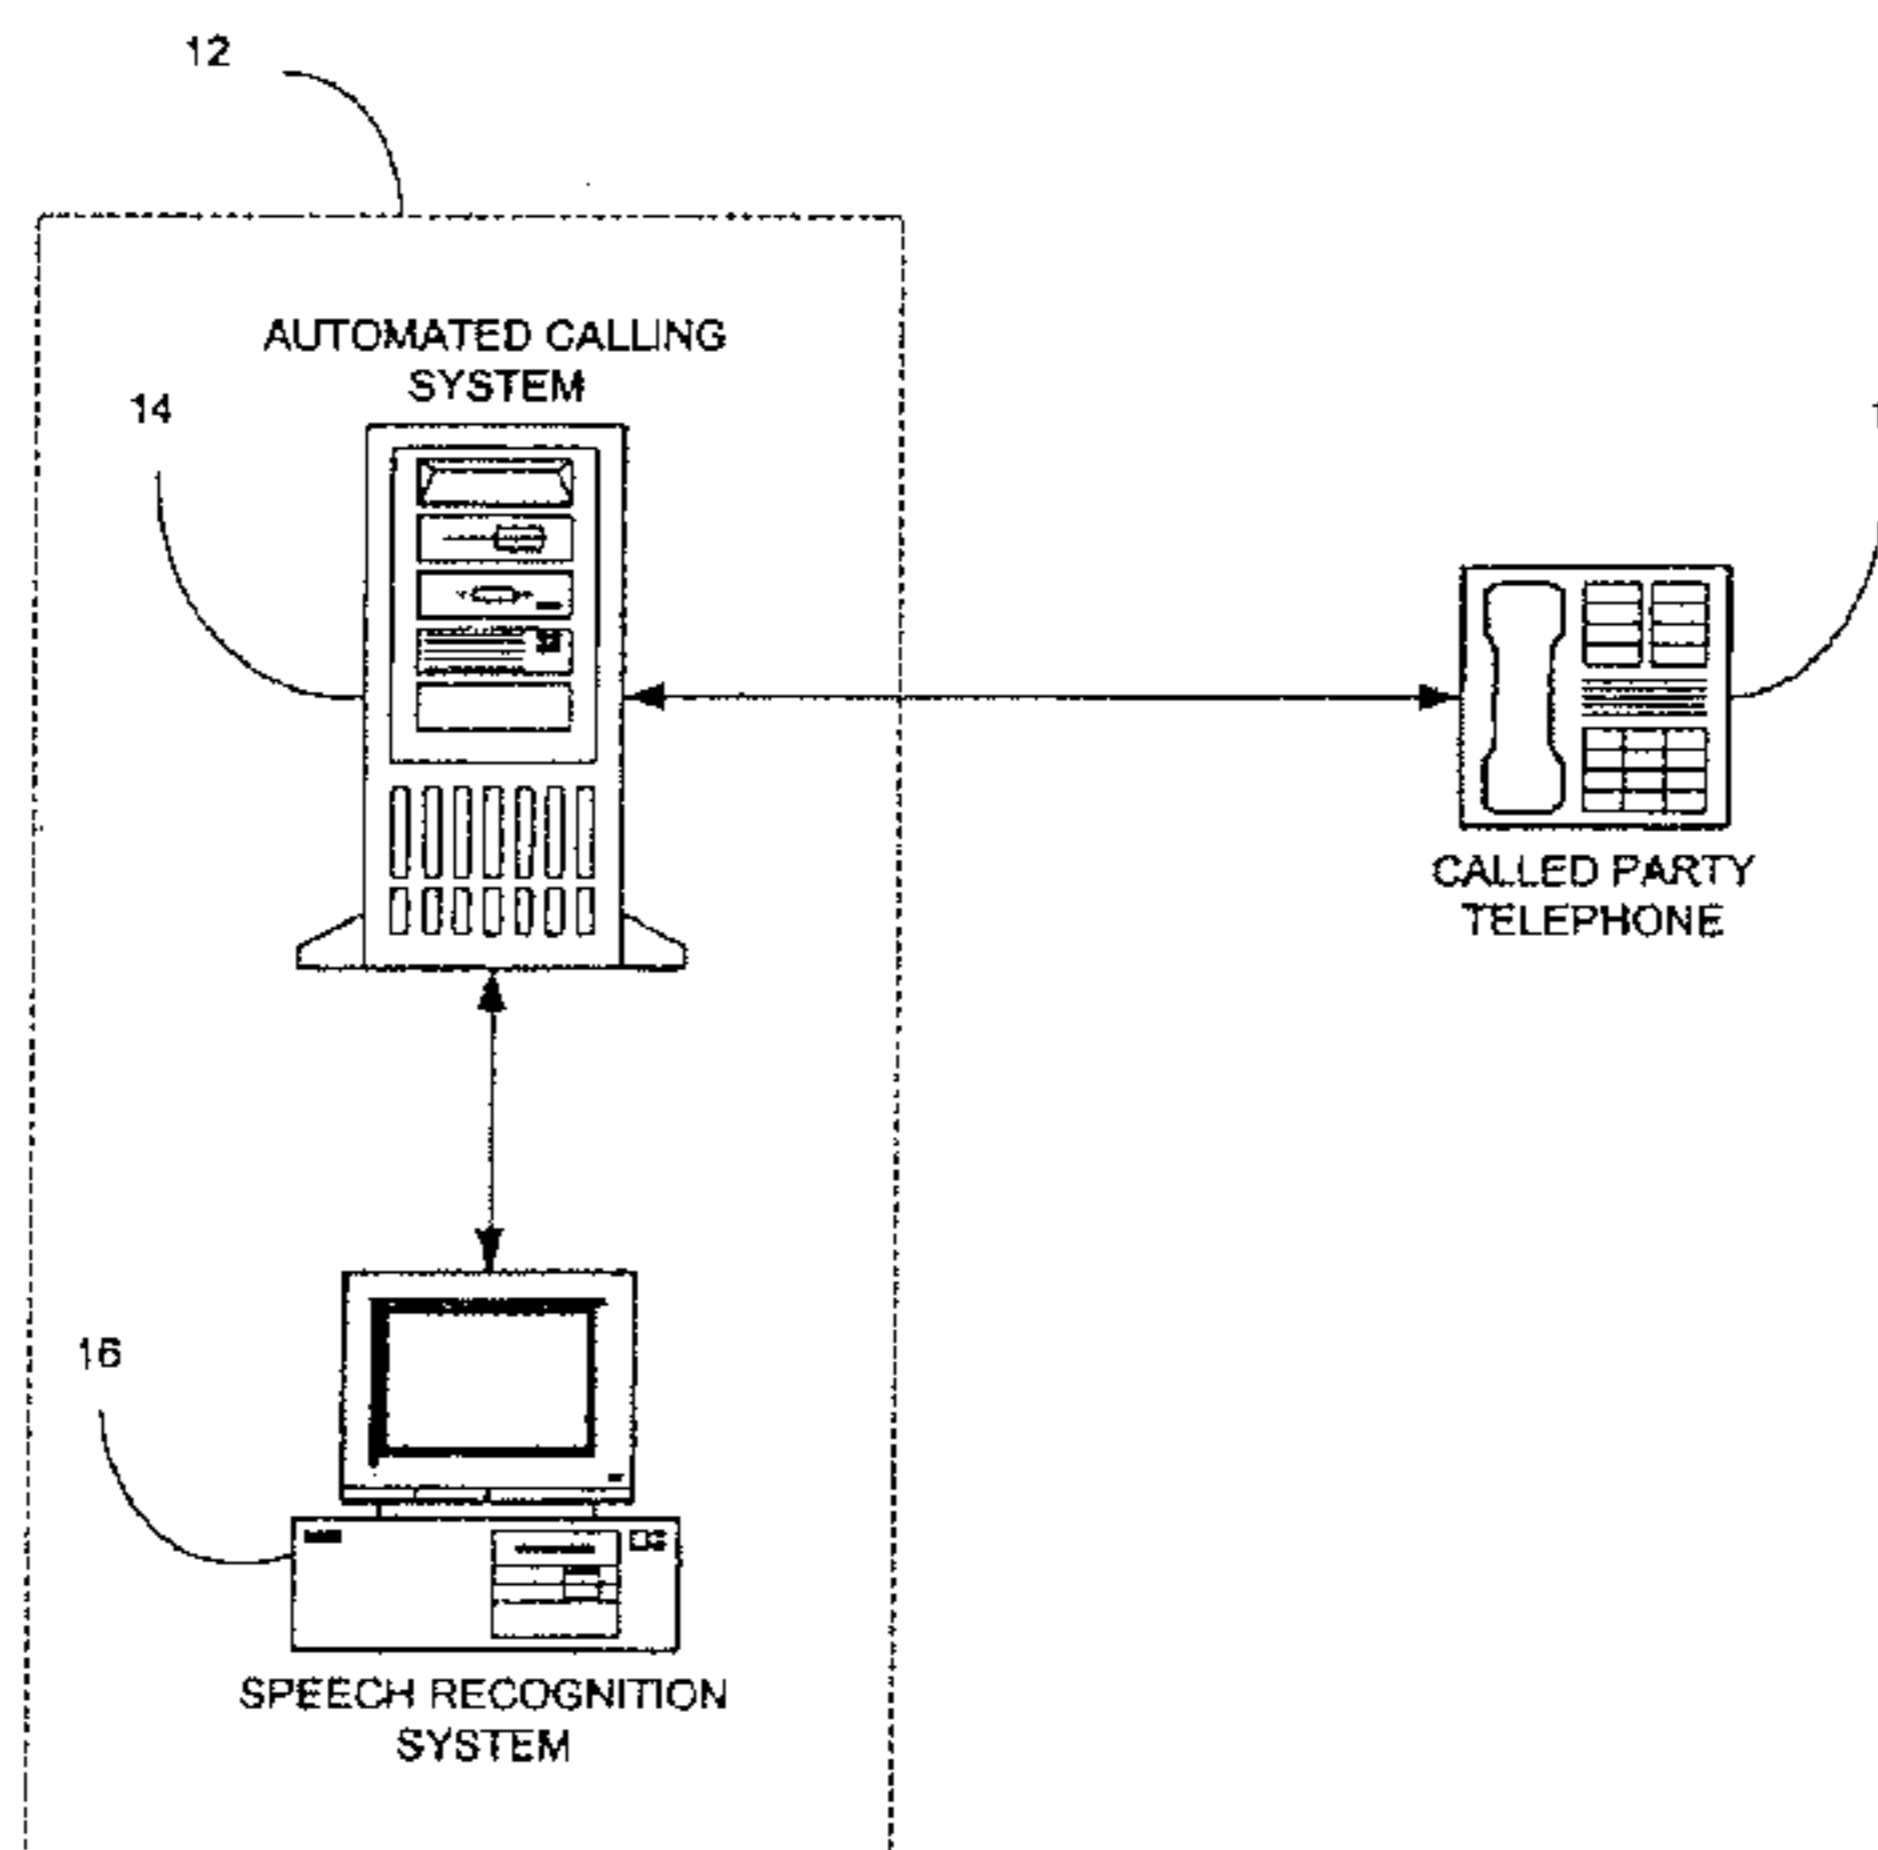 12
AUTOMATED CALLING
SYSTEM
14
CALLED PARTY
TELEPHONE
16
SPEECH RECOGNITION
SYSTEM